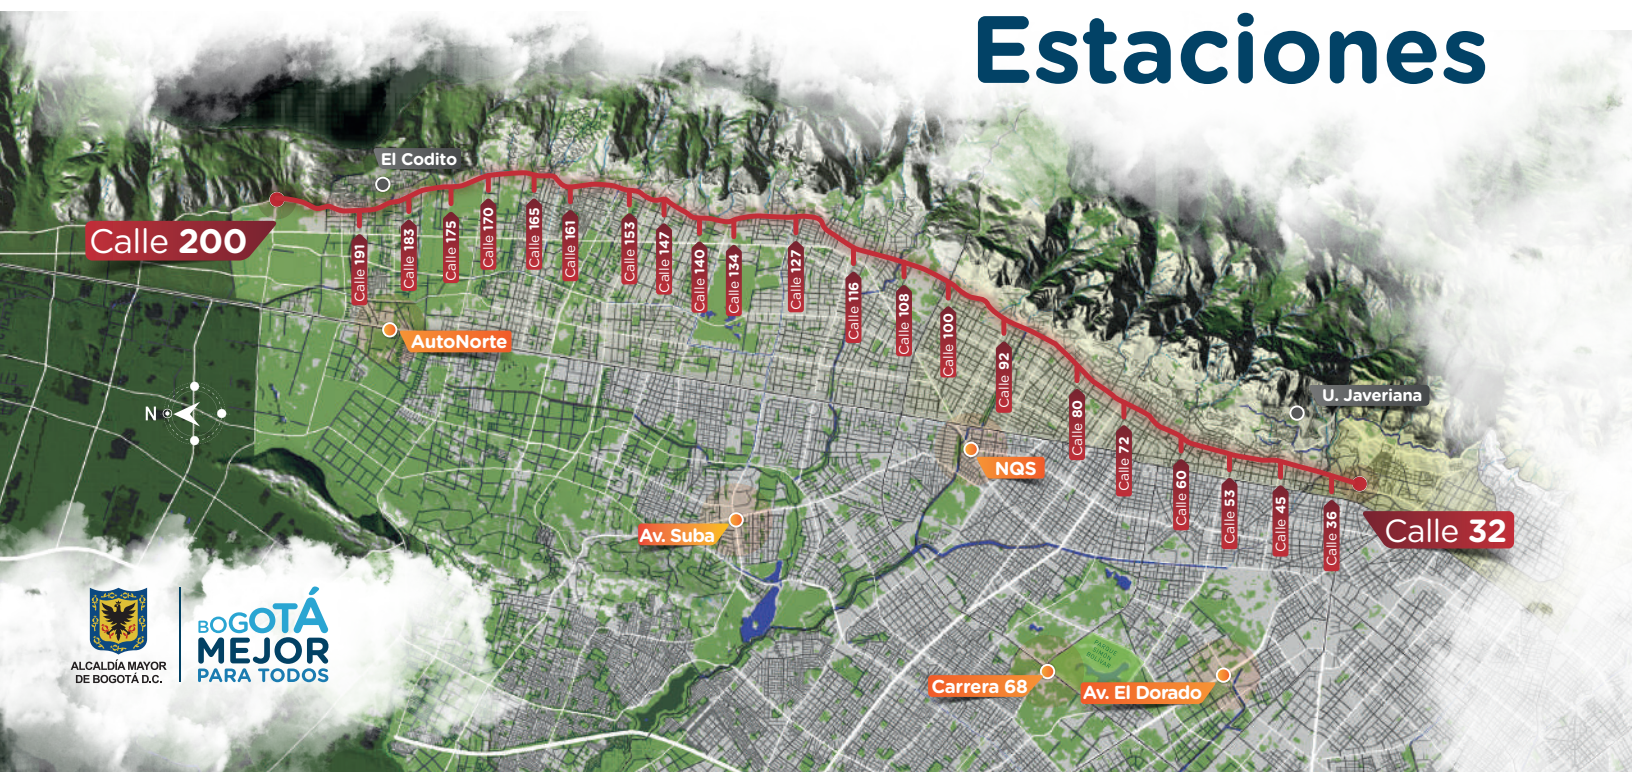 Estaciones
El Codito
Calle 200
Calle 191
Calle 183
Calle 175
Calle 170
Calle 165
Calle 161
Calle 153
Calle 147
Calle 140
Calle 134
Calle 127
Calle 116
Calle 108
Calle 100
Calle 92
Calle 80
Calle 72
Calle 60
Calle 53
Calle 45
Calle 36
Calle 32
AutoNorte
U. Javeriana
N
NQS
Av. Suba
PARQUE
SIMÓN
BOLÍVAR
Carrera 68
Av. El Dorado
ALCALDÍA MAYOR
DE BOGOTÁ D.C.
BOGOTÁ
MEJOR
PARA TODOS